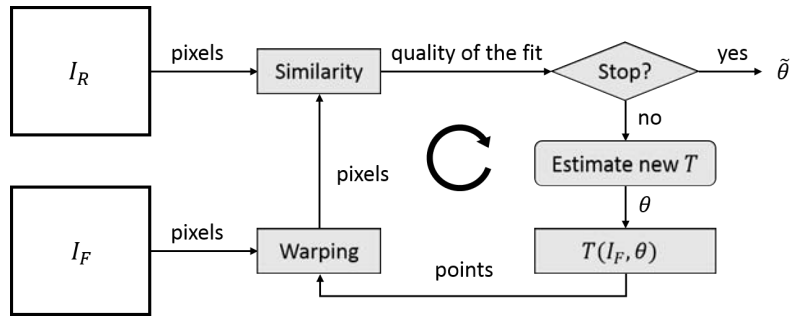 I_R
pixels
Similarity
quality of the fit
Stop?
yes
θ̃
no
pixels
Estimate new T
θ
I_F
pixels
Warping
points
T(I_F, θ)